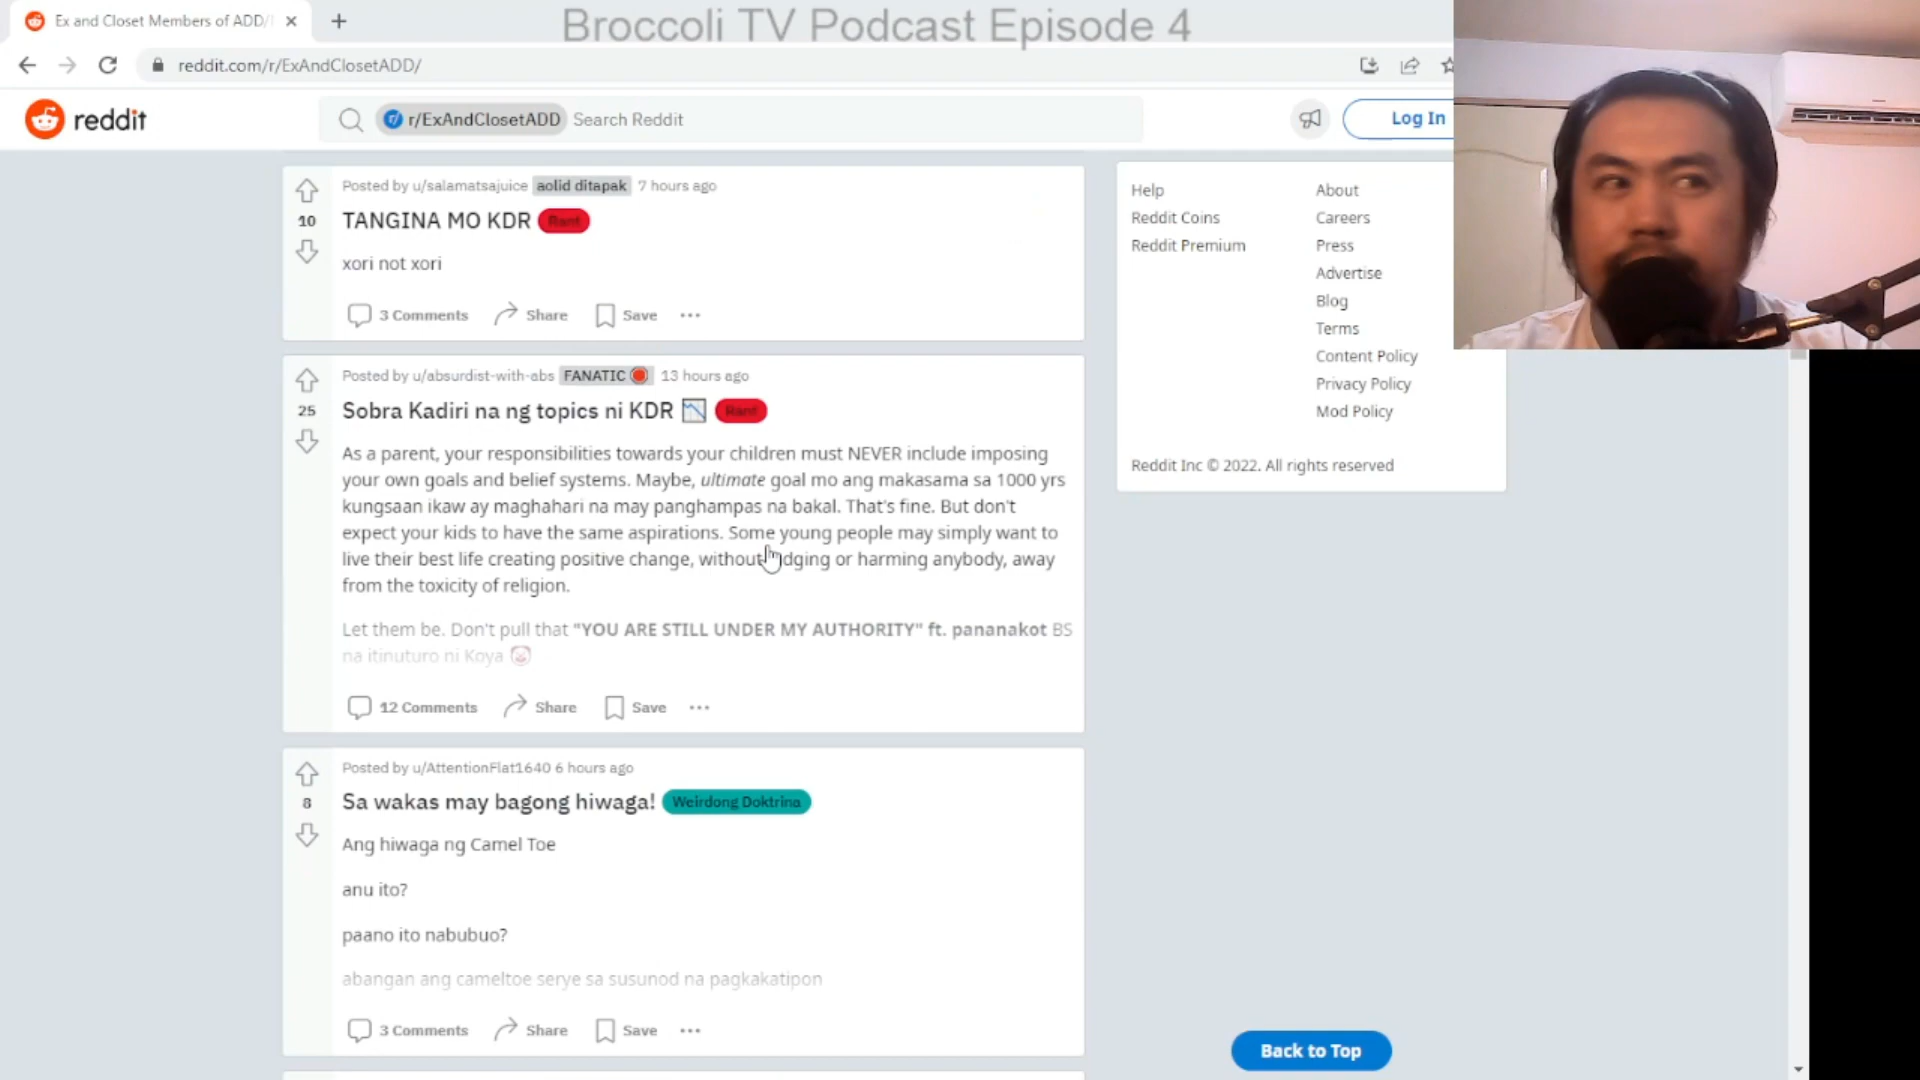 Ex and Closet Members of ADD/
Broccoli TV Podcast Episode 4
reddit.com/r/ExAndClosetADD/
reddit
r/ExAndClosetADD
Search Reddit
Log In
Posted by u/salamatsajuice aolid ditapak 7 hours ago
10
TANGINA MO KDR Rant
xori not xori
3 Comments Share Save
Posted by u/absurdist-with-abs FANATIC 13 hours ago
25
Sobra Kadiri na ng topics ni KDR Rant
As a parent, your responsibilities towards your children must NEVER include imposing
your own goals and belief systems. Maybe, ultimate goal mo ang makasama sa 1000 yrs
kungsaan ikaw ay maghahari na may panghampas na bakal. That's fine. But don't
expect your kids to have the same aspirations. Some young people may simply want to
live their best life creating positive change, without or harming anybody, away
from the toxicity of religion.
Let them be. Don't pull that "YOU ARE STILL UNDER MY AUTHORITY" ft. pananakot BS
na itinuturo ni Koya
12 Comments Share Save
Posted by u/AttentionFlat1640 6 hours ago
8
Sa wakas may bagong hiwaga! Weirdong Doktrina
Ang hiwaga ng Camel Toe
anu ito?
paano ito nabubuo?
abangan ang cameltoe serye sa susunod na pagkakatipon
3 Comments Share Save
Help
Reddit Coins
Reddit Premium
About
Careers
Press
Advertise
Blog
Terms
Content Policy
Privacy Policy
Mod Policy
Reddit Inc © 2022. All rights reserved
Back to Top